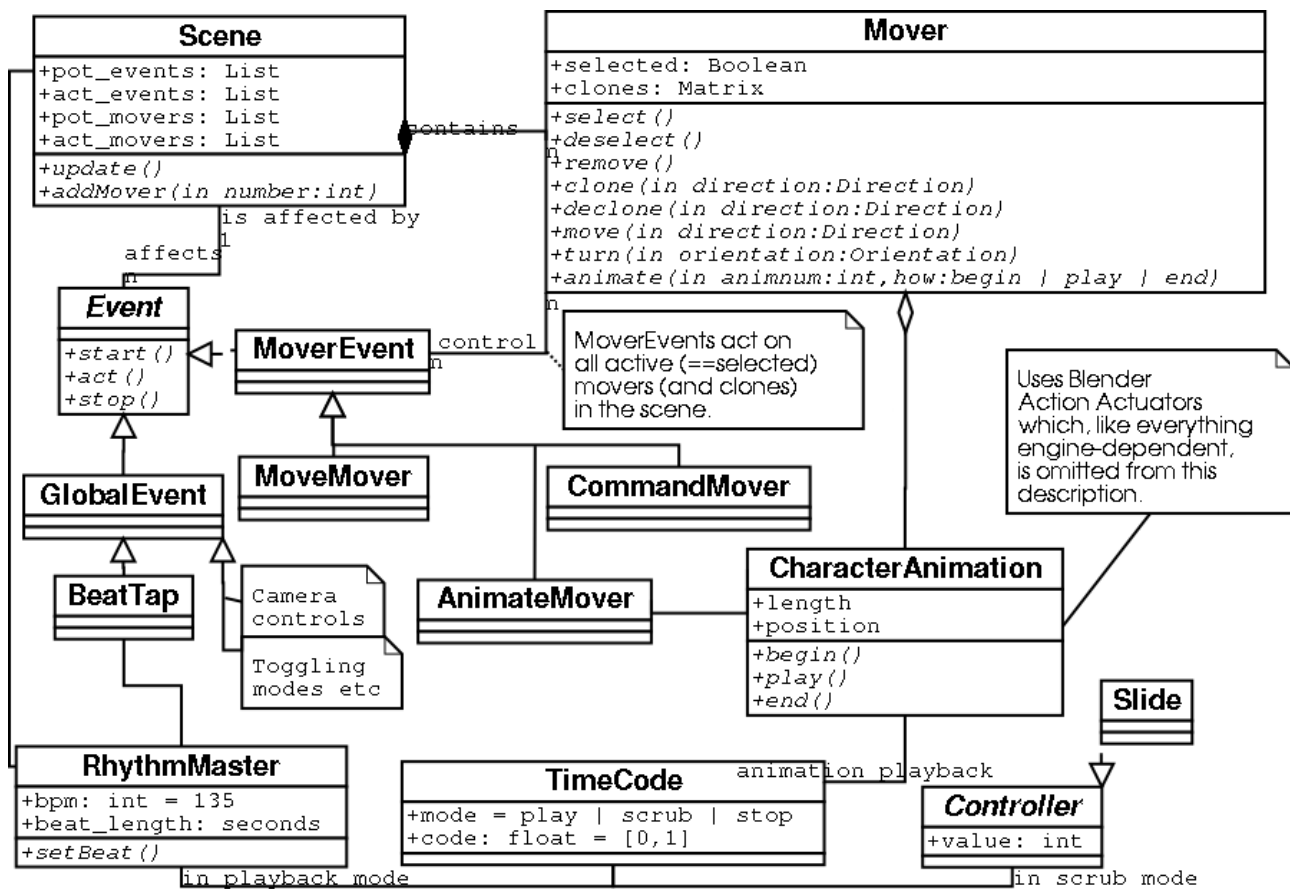 Scene
+pot_events: List
+act_events: List
+pot_movers: List
+act_movers: List
+update()
+addMover(in number:int)
Mover
+selected: Boolean
+clones: Matrix
+select()
+deselect()
+remove()
+clone(in direction:Direction)
+declone(in direction:Direction)
+move(in direction:Direction)
+turn(in orientation:Orientation)
+animate(in animnum:int,how:begin | play | end)
contains
n
is affected by
1
affects
n
Event
+start()
+act()
+stop()
MoverEvent
control
n
n
MoverEvents act on
all active (==selected)
movers (and clones)
in the scene.
Uses Blender
Action Actuators
which, like everything
engine-dependent,
is omitted from this
description.
GlobalEvent
MoveMover
CommandMover
BeatTap
Camera
controls
Toggling
modes etc
AnimateMover
CharacterAnimation
+length
+position
+begin()
+play()
+end()
Slide
RhythmMaster
+bpm: int = 135
+beat_length: seconds
+setBeat()
TimeCode
+mode = play | scrub | stop
+code: float = [0,1]
animation playback
Controller
+value: int
in playback mode
in scrub mode